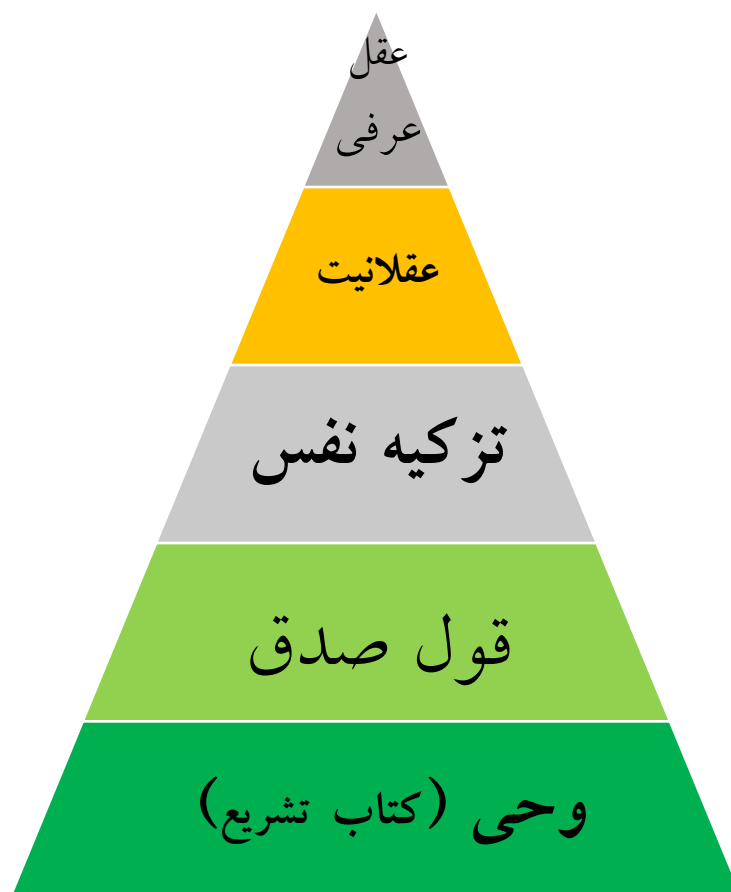 عقل
عرفی
عقلانیت
تزکیه نفس
قول صدق
وحی (کتاب تشریع)